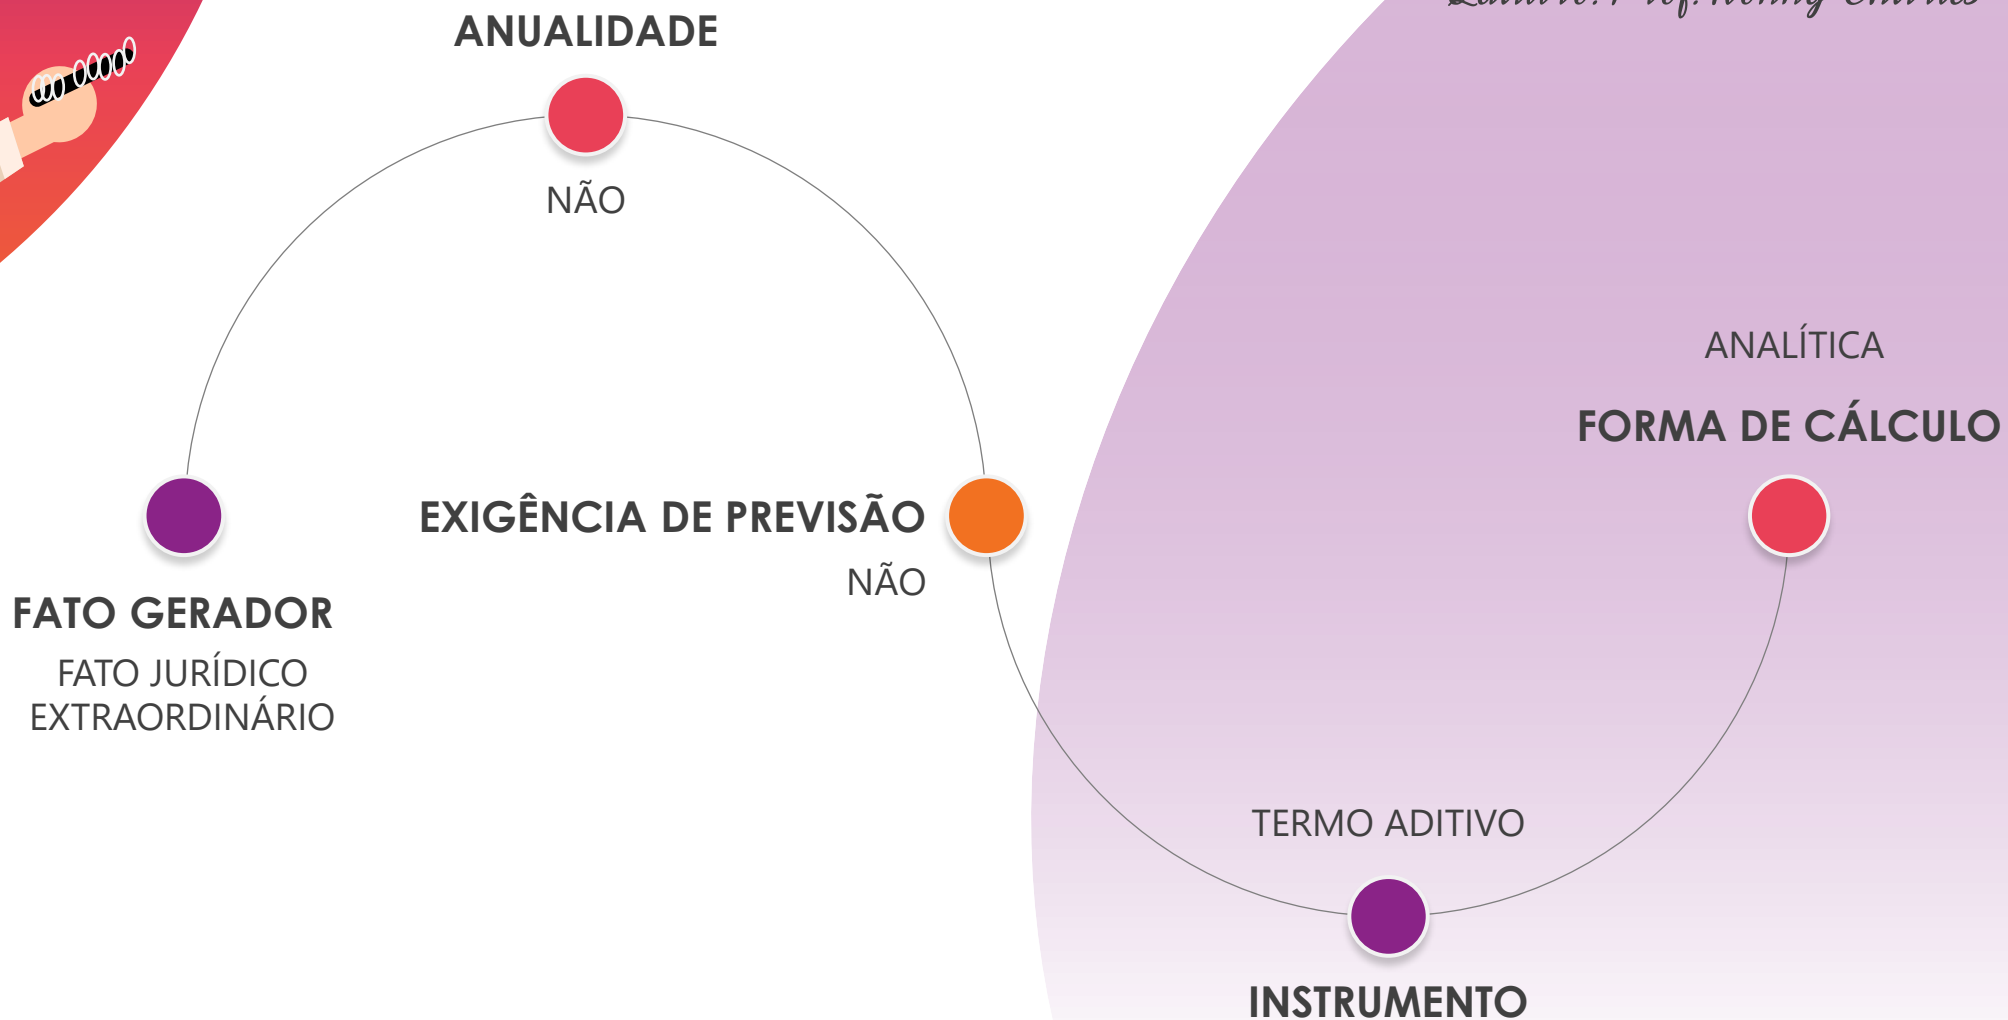 ANUALIDADE
NÃO
EXIGÊNCIA DE PREVISÃO
NÃO
FATO GERADOR
FATO JURÍDICO
EXTRAORDINÁRIO
ANALÍTICA
FORMA DE CÁLCULO
TERMO ADITIVO
INSTRUMENTO